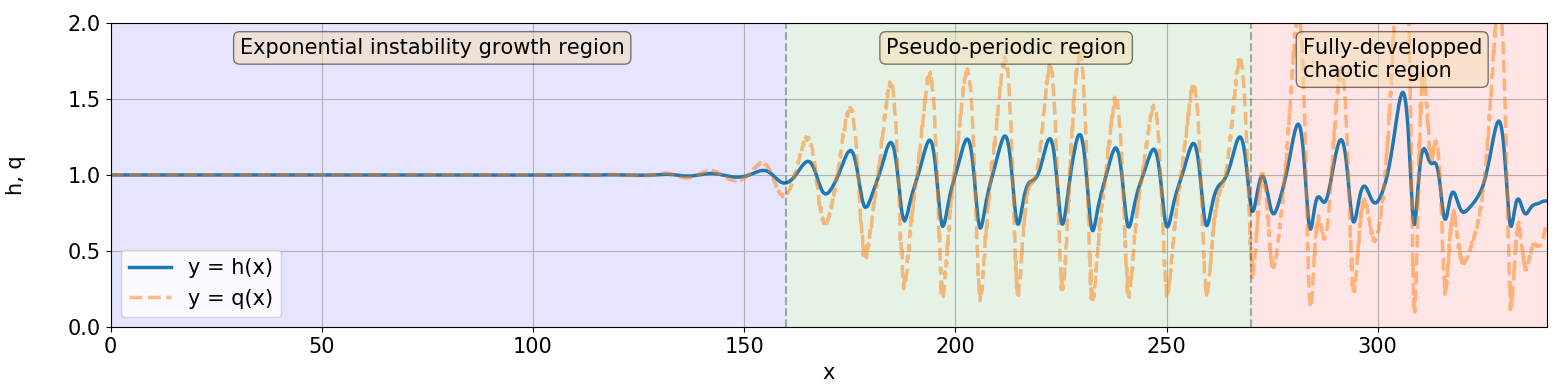 Exponential instability growth region
Pseudo-periodic region
Fully-developped
chaotic region
2.0
1.5
1.0
0.5
0.0
h, q
y = h(x)
y = q(x)
0
50
100
150
200
250
300
x